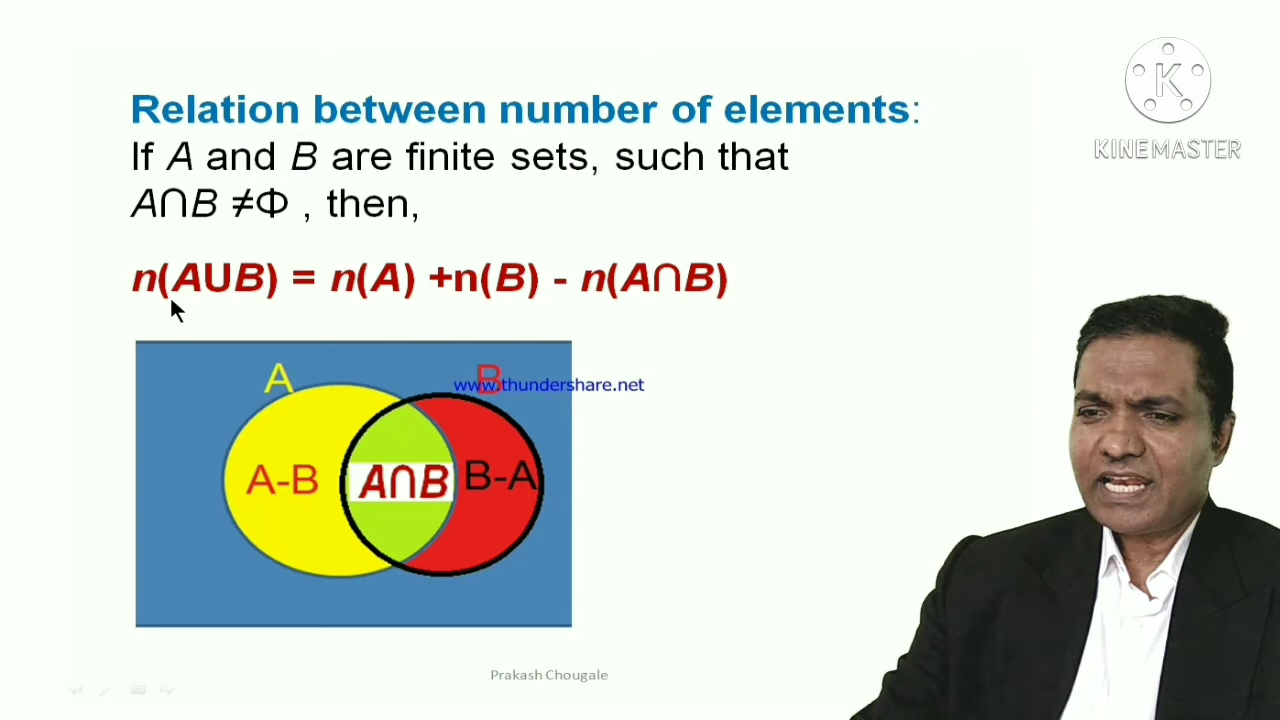 K
KINEMASTER
Relation between number of elements:
If A and B are finite sets, such that
A∩B ≠Φ , then,
n(AUB) = n(A) +n(B) - n(A∩B)
A
B
www.thundershare.net
A-B
A∩B
B-A
Prakash Chougale